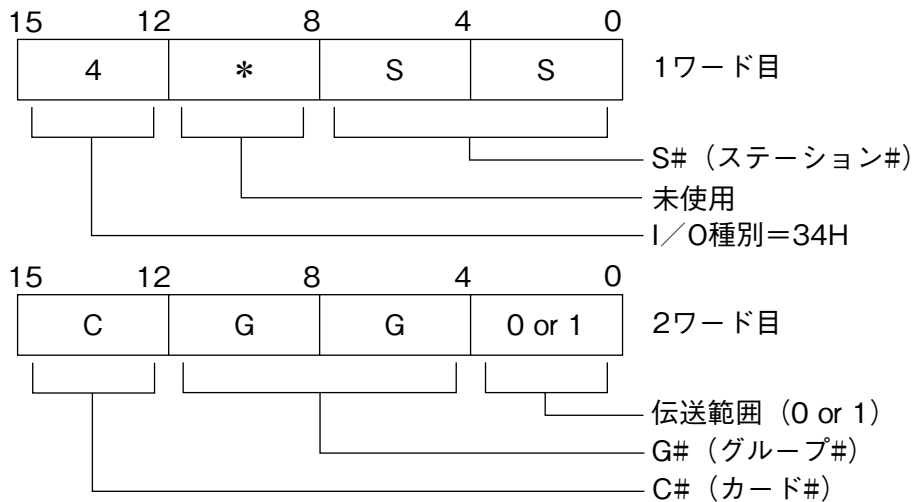 15 12 8 4 0
4 * S S 1ワード目
S#（ステーション#）
未使用
I／O種別＝34H
15 12 8 4 0
C G G 0 or 1 2ワード目
伝送範囲（0 or 1）
G#（グループ#）
C#（カード#）